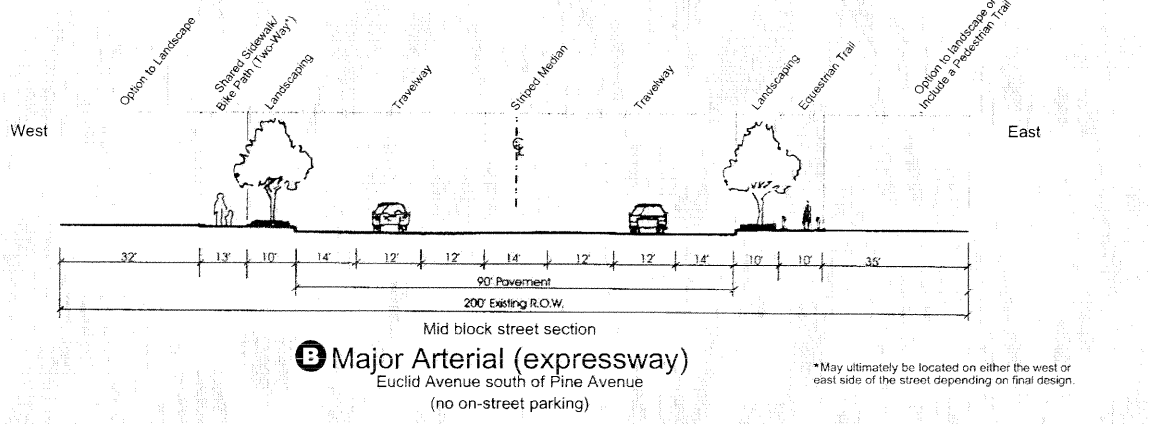 Option to Landscape
Shared Sidewalk/
Bike Path (Two-Way*)
Landscaping
Travelway
Striped Median
Travelway
Landscaping
Equestrian Trail
Option to landscape or
Include a Pedestrian Trail
West
East
32' 13' 10' 14' 12' 12' 14' 12' 12' 14' 10' 10' 35'
90' Pavement
200' Existing R.O.W.
Mid block street section
B Major Arterial (expressway)
Euclid Avenue south of Pine Avenue
(no on-street parking)
*May ultimately be located on either the west or
east side of the street depending on final design.